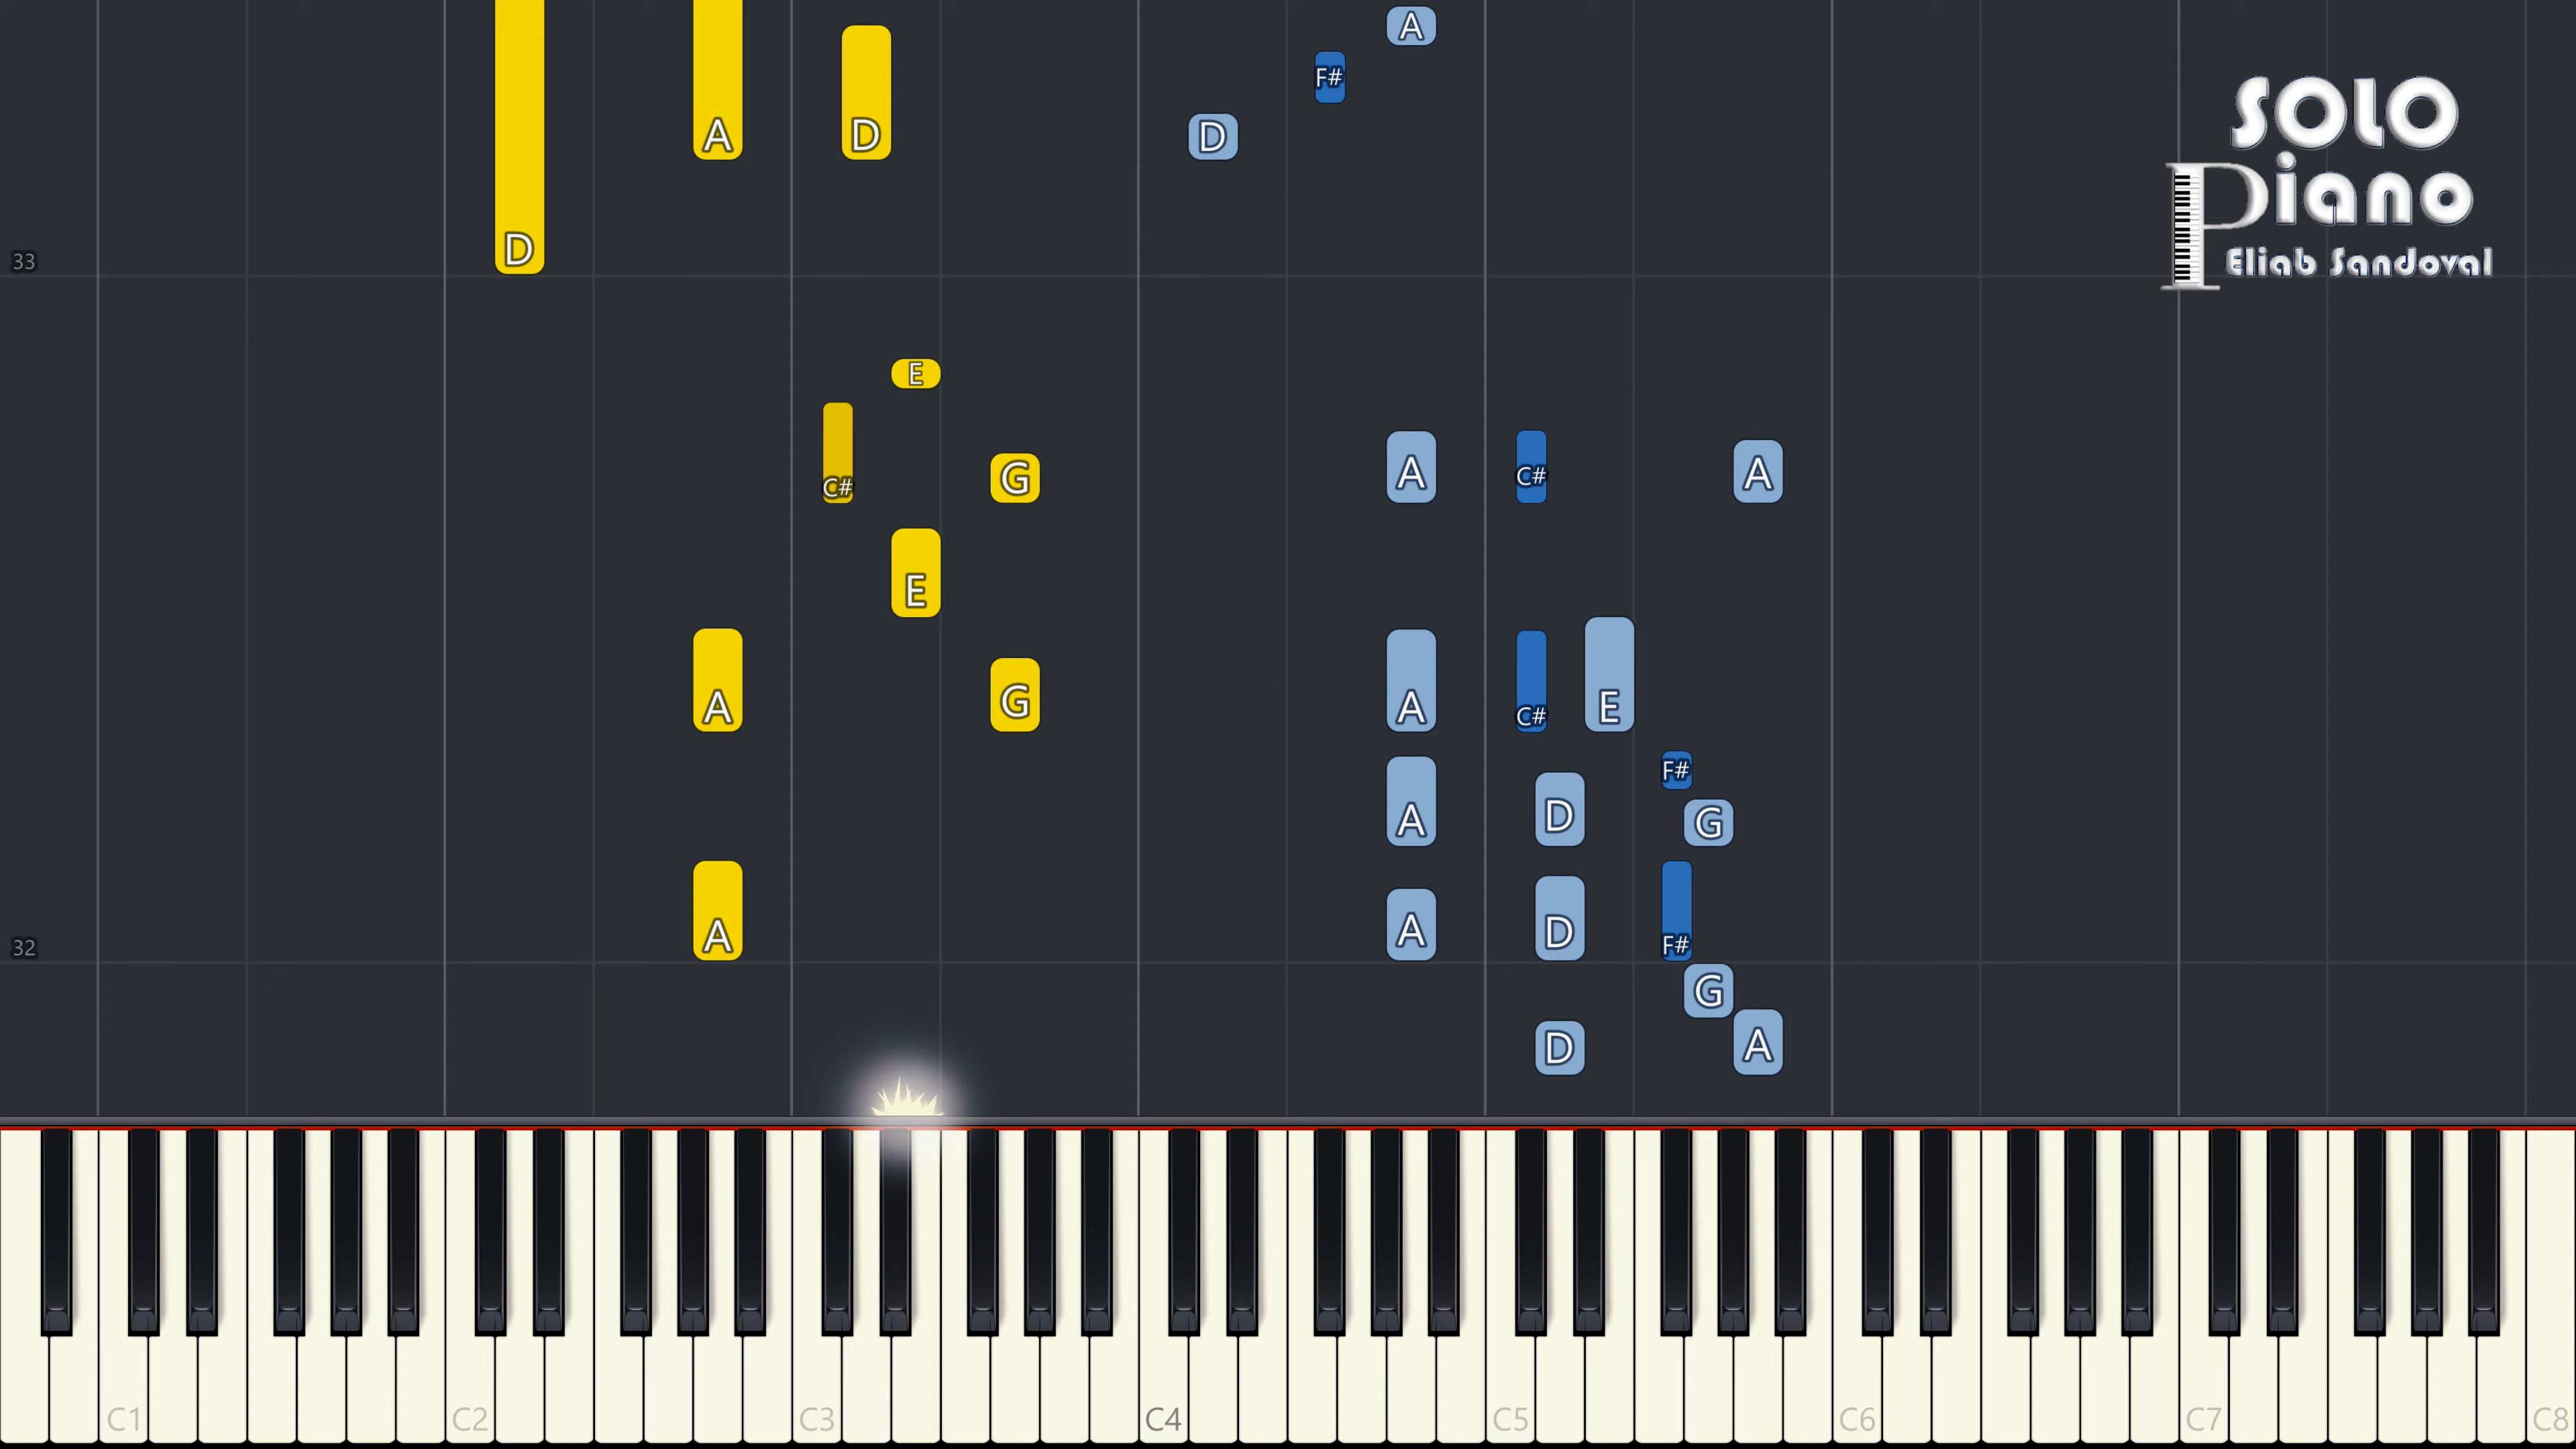 A
F#
A D D
SOLO
Piano
Eliab Sandoval
D
33
E
C# G A C# A
E
A G A C# E
F#
A D G
A A D F#
32
G
D A
C1 C2 C3 C4 C5 C6 C7 C8